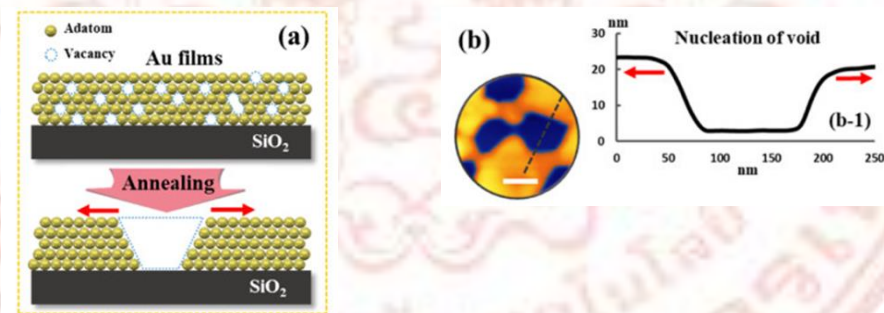 (a)
Adatom
Vacancy
Au films
SiO₂
Annealing
SiO₂
(b)
nm
Nucleation of void
30
20
10
0
(b-1)
0 50 100 150 200 250
nm